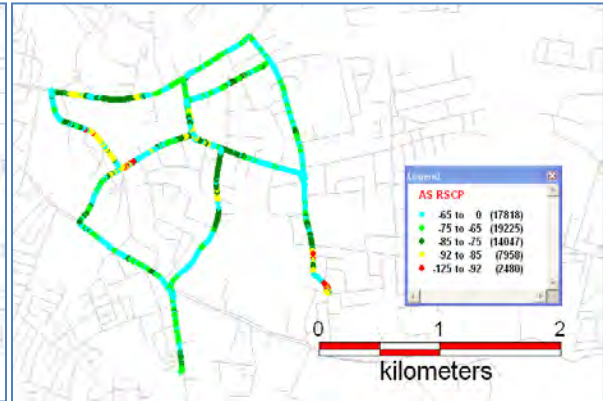 Legend
AS RSCP
-65 to 0 (17818)
-75 to -65 (19225)
-85 to -75 (14047)
-92 to -85 (7958)
-125 to -92 (2480)
0 1 2
kilometers